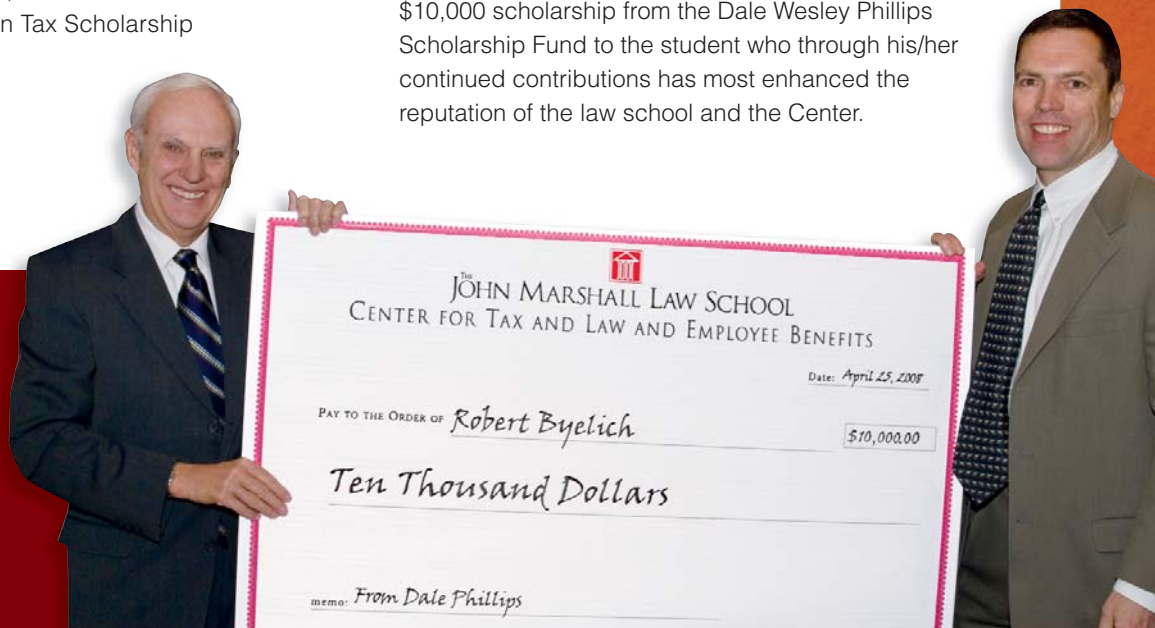 n Tax Scholarship
$10,000 scholarship from the Dale Wesley Phillips
Scholarship Fund to the student who through his/her
continued contributions has most enhanced the
reputation of the law school and the Center.
THE
JOHN MARSHALL LAW SCHOOL
CENTER FOR TAX AND LAW AND EMPLOYEE BENEFITS
Date: April 25, 2008
PAY TO THE ORDER OF Robert Byelich
$10,000.00
Ten Thousand Dollars
memo: From Dale Phillips